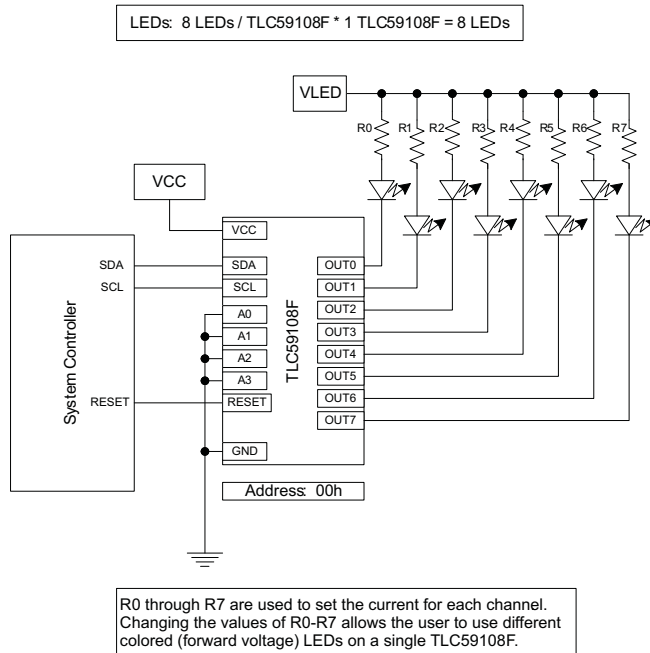 LEDs: 8 LEDs / TLC59108F * 1 TLC59108F = 8 LEDs
VLED
R0
R1
R2
R3
R4
R5
R6
R7
VCC
System Controller
SDA
SCL
RESET
TLC59108F
VCC
SDA
SCL
A0
A1
A2
A3
RESET
GND
OUT0
OUT1
OUT2
OUT3
OUT4
OUT5
OUT6
OUT7
Address: 00h
R0 through R7 are used to set the current for each channel.
Changing the values of R0-R7 allows the user to use different
colored (forward voltage) LEDs on a single TLC59108F.